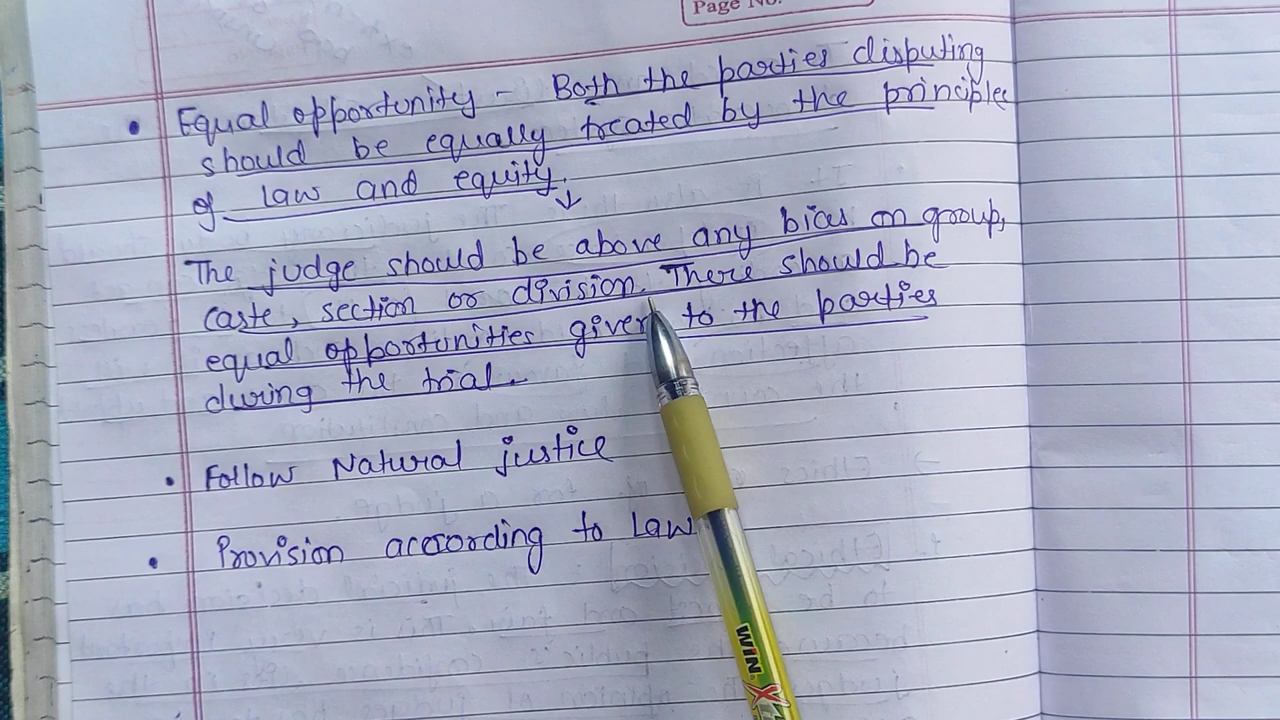 Page No.
• Equal opportunity - Both the parties disputing
should be equally treated by the principles
of law and equity.
↓
The judge should be above any bias on group,
caste, section or division. There should be
equal opportunities given to the parties
during the trial.
• Follow Natural justice
• Provision according to Law
WIN